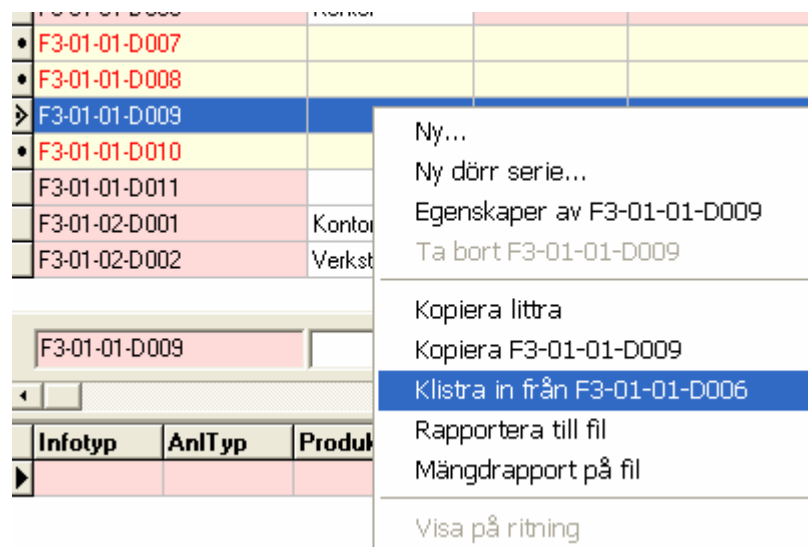 F3-01-01-D007
F3-01-01-D008
F3-01-01-D009
F3-01-01-D010
F3-01-01-D011
F3-01-02-D001
F3-01-02-D002
Ny...
Ny dörr serie...
Egenskaper av F3-01-01-D009
Ta bort F3-01-01-D009
Kopiera littra
Kopiera F3-01-01-D009
Klistra in från F3-01-01-D006
Rapportera till fil
Mängdrapport på fil
Visa på ritning
F3-01-01-D009
Infotyp AnlTyp